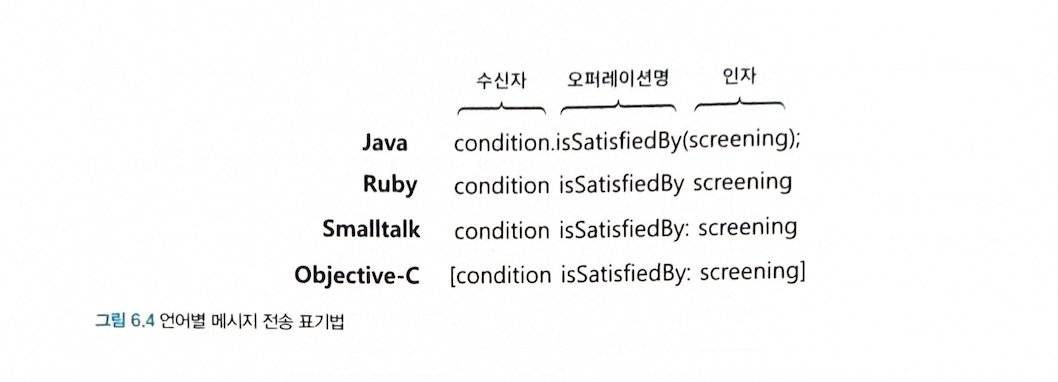 수신자 오퍼레이션명 인자
Java condition.isSatisfiedBy(screening);
Ruby condition isSatisfiedBy screening
Smalltalk condition isSatisfiedBy: screening
Objective-C [condition isSatisfiedBy: screening]
그림 6.4 언어별 메시지 전송 표기법